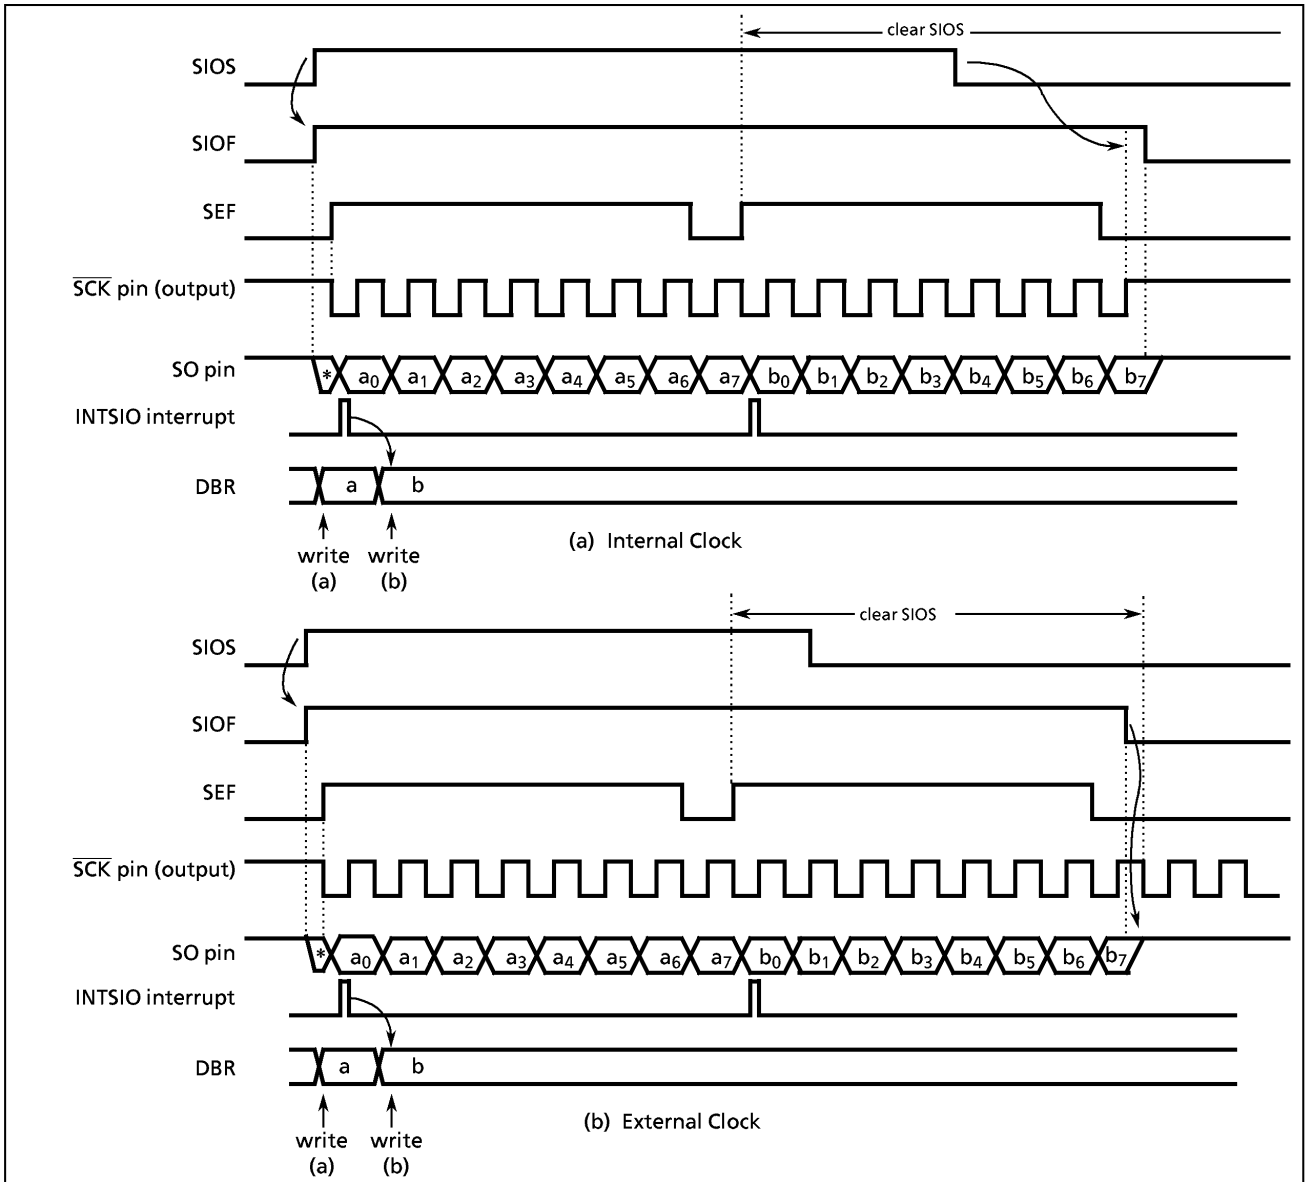 clear SIOS
SIOS
SIOF
SEF
SCK pin (output)
SO pin
* a0 a1 a2 a3 a4 a5 a6 a7 b0 b1 b2 b3 b4 b5 b6 b7
INTSIO interrupt
DBR
a b
write write
(a) (b)
(a) Internal Clock
clear SIOS
SIOS
SIOF
SEF
SCK pin (output)
SO pin
* a0 a1 a2 a3 a4 a5 a6 a7 b0 b1 b2 b3 b4 b5 b6 b7
INTSIO interrupt
DBR
a b
write write
(a) (b)
(b) External Clock